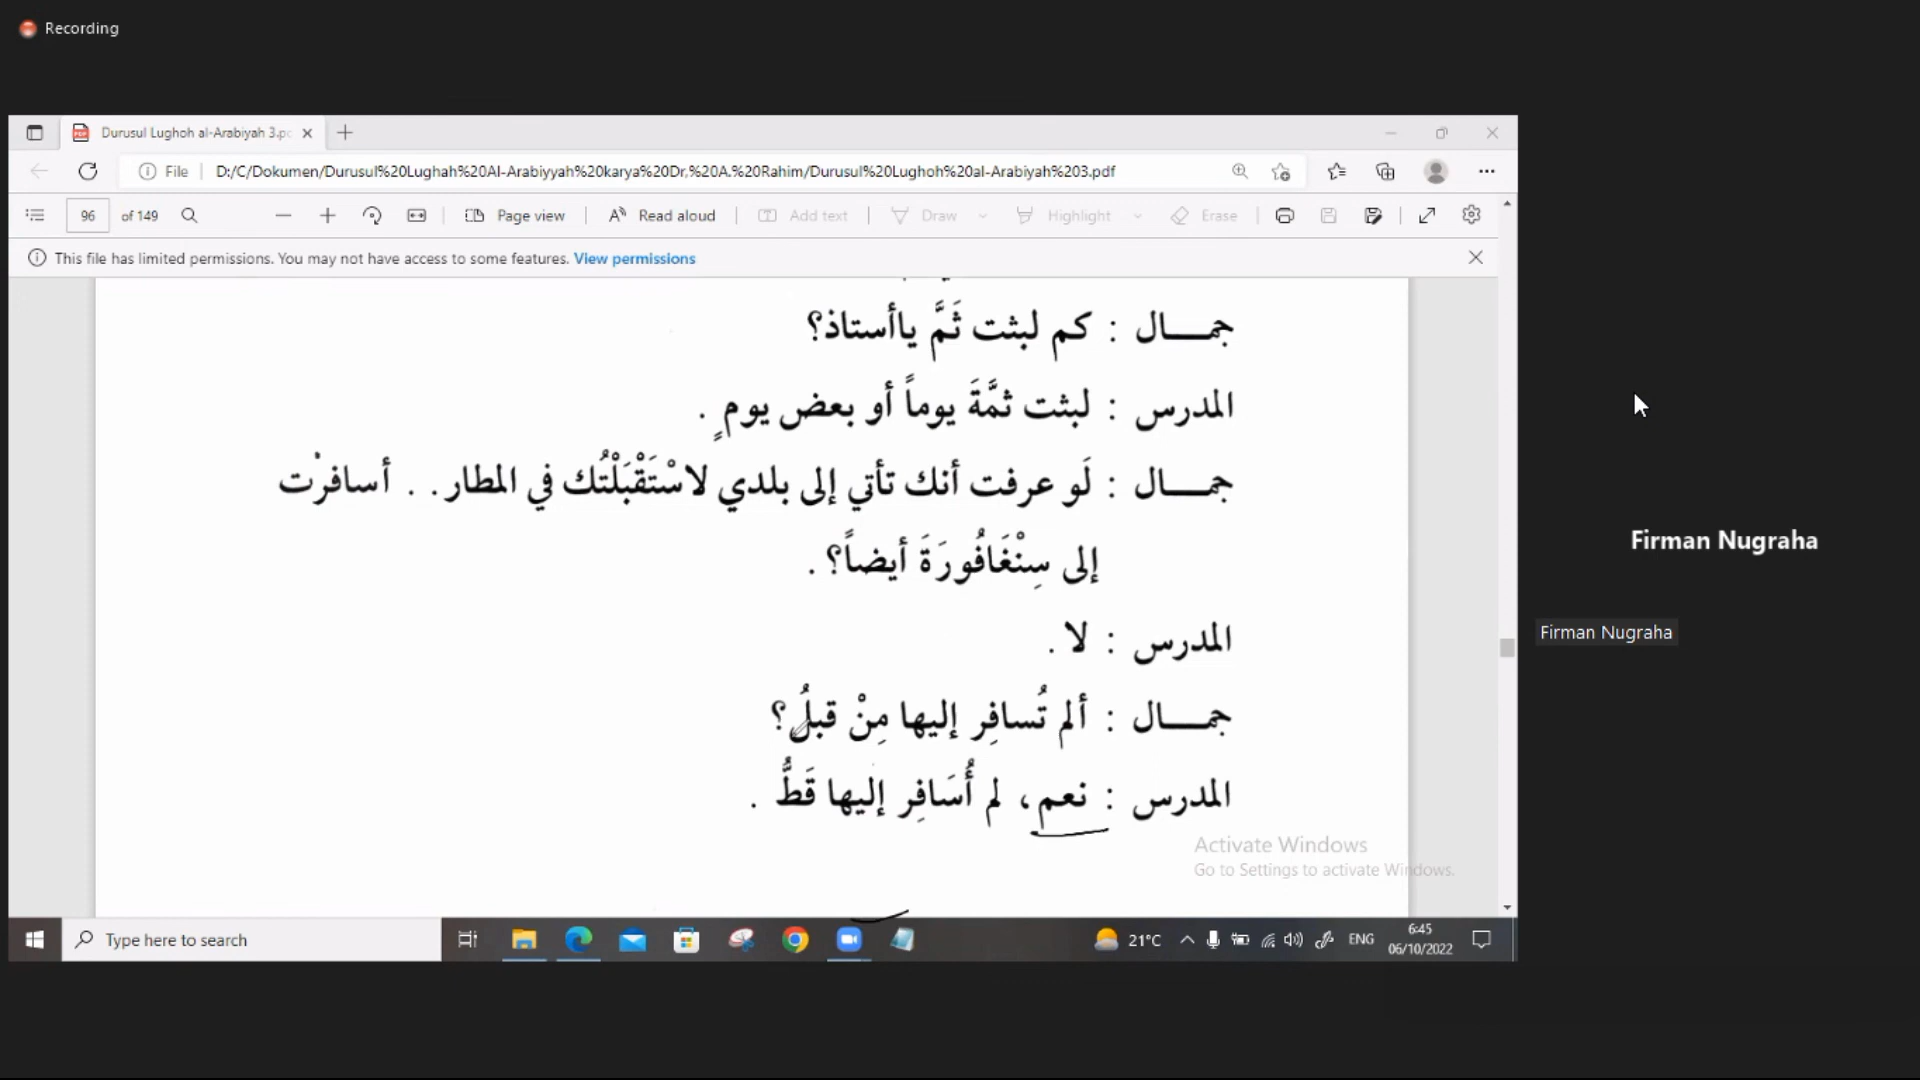 Recording
Durusul Lughoh al-Arabiyah 3.pd
File
D:/C/Dokumen/Durusul%20Lughah%20Al-Arabiyyah%20karya%20Dr,%20A.%20Rahim/Durusul%20Lughoh%20al-Arabiyah%203.pdf
96 of 149
Page view
Read aloud
Add text
Draw
Highlight
Erase
This file has limited permissions. You may not have access to some features. View permissions
جمـــال : كم لبثت ثَمَّ ياأستاذ؟
المدرس : لبثت ثمَّةَ يوماً أو بعض يومٍ .
جمـــال : لَو عرفت أنك تأتي إلى بلدي لاسْتَقْبَلْتُك في المطار. . أسافرْت
إلى سِنْغَافُورَةَ أيضاً؟ .
المدرس : لا .
جمـــال : ألم تُسافِر إليها مِنْ قبلُ؟
المدرس : نعم، لم أُسَافِر إليها قَطُّ .
Activate Windows
Go to Settings to activate Windows.
Firman Nugraha
Firman Nugraha
Type here to search
21°C
ENG
6:45
06/10/2022